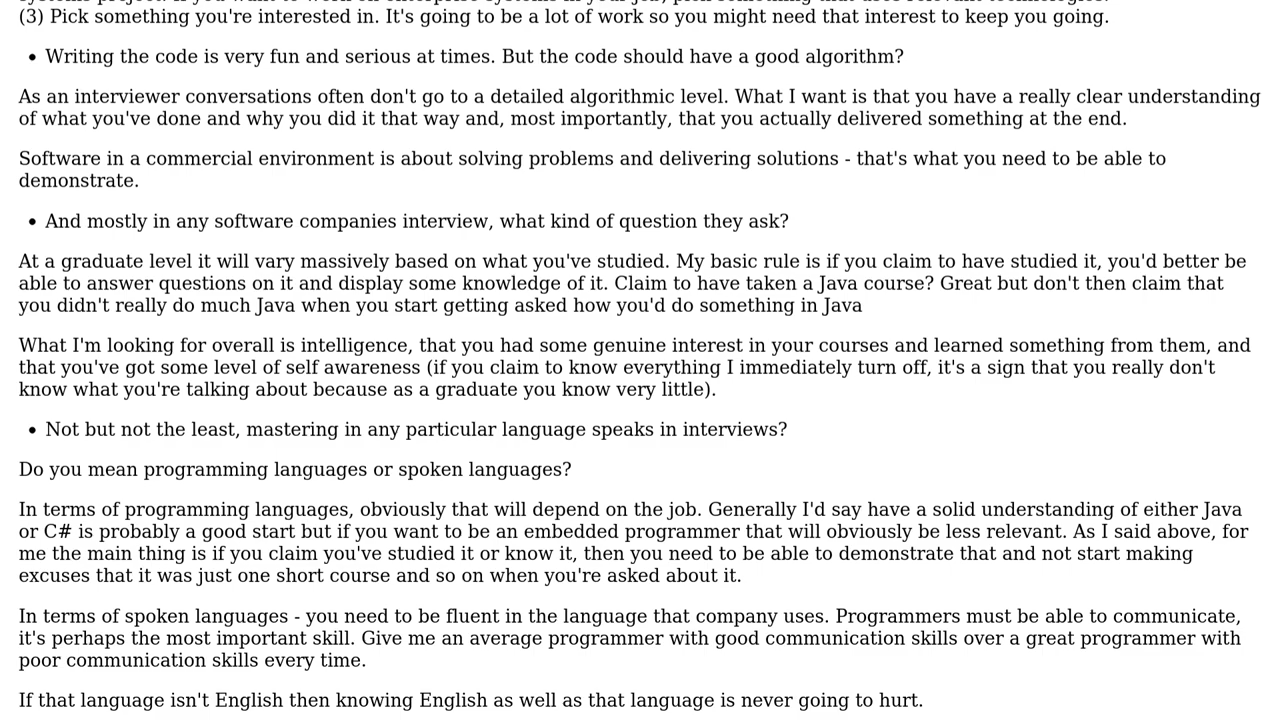 (3) Pick something you're interested in. It's going to be a lot of work so you might need that interest to keep you going.
• Writing the code is very fun and serious at times. But the code should have a good algorithm?
As an interviewer conversations often don't go to a detailed algorithmic level. What I want is that you have a really clear understanding
of what you've done and why you did it that way and, most importantly, that you actually delivered something at the end.
Software in a commercial environment is about solving problems and delivering solutions - that's what you need to be able to
demonstrate.
• And mostly in any software companies interview, what kind of question they ask?
At a graduate level it will vary massively based on what you've studied. My basic rule is if you claim to have studied it, you'd better be
able to answer questions on it and display some knowledge of it. Claim to have taken a Java course? Great but don't then claim that
you didn't really do much Java when you start getting asked how you'd do something in Java
What I'm looking for overall is intelligence, that you had some genuine interest in your courses and learned something from them, and
that you've got some level of self awareness (if you claim to know everything I immediately turn off, it's a sign that you really don't
know what you're talking about because as a graduate you know very little).
• Not but not the least, mastering in any particular language speaks in interviews?
Do you mean programming languages or spoken languages?
In terms of programming languages, obviously that will depend on the job. Generally I'd say have a solid understanding of either Java
or C# is probably a good start but if you want to be an embedded programmer that will obviously be less relevant. As I said above, for
me the main thing is if you claim you've studied it or know it, then you need to be able to demonstrate that and not start making
excuses that it was just one short course and so on when you're asked about it.
In terms of spoken languages - you need to be fluent in the language that company uses. Programmers must be able to communicate,
it's perhaps the most important skill. Give me an average programmer with good communication skills over a great programmer with
poor communication skills every time.
If that language isn't English then knowing English as well as that language is never going to hurt.